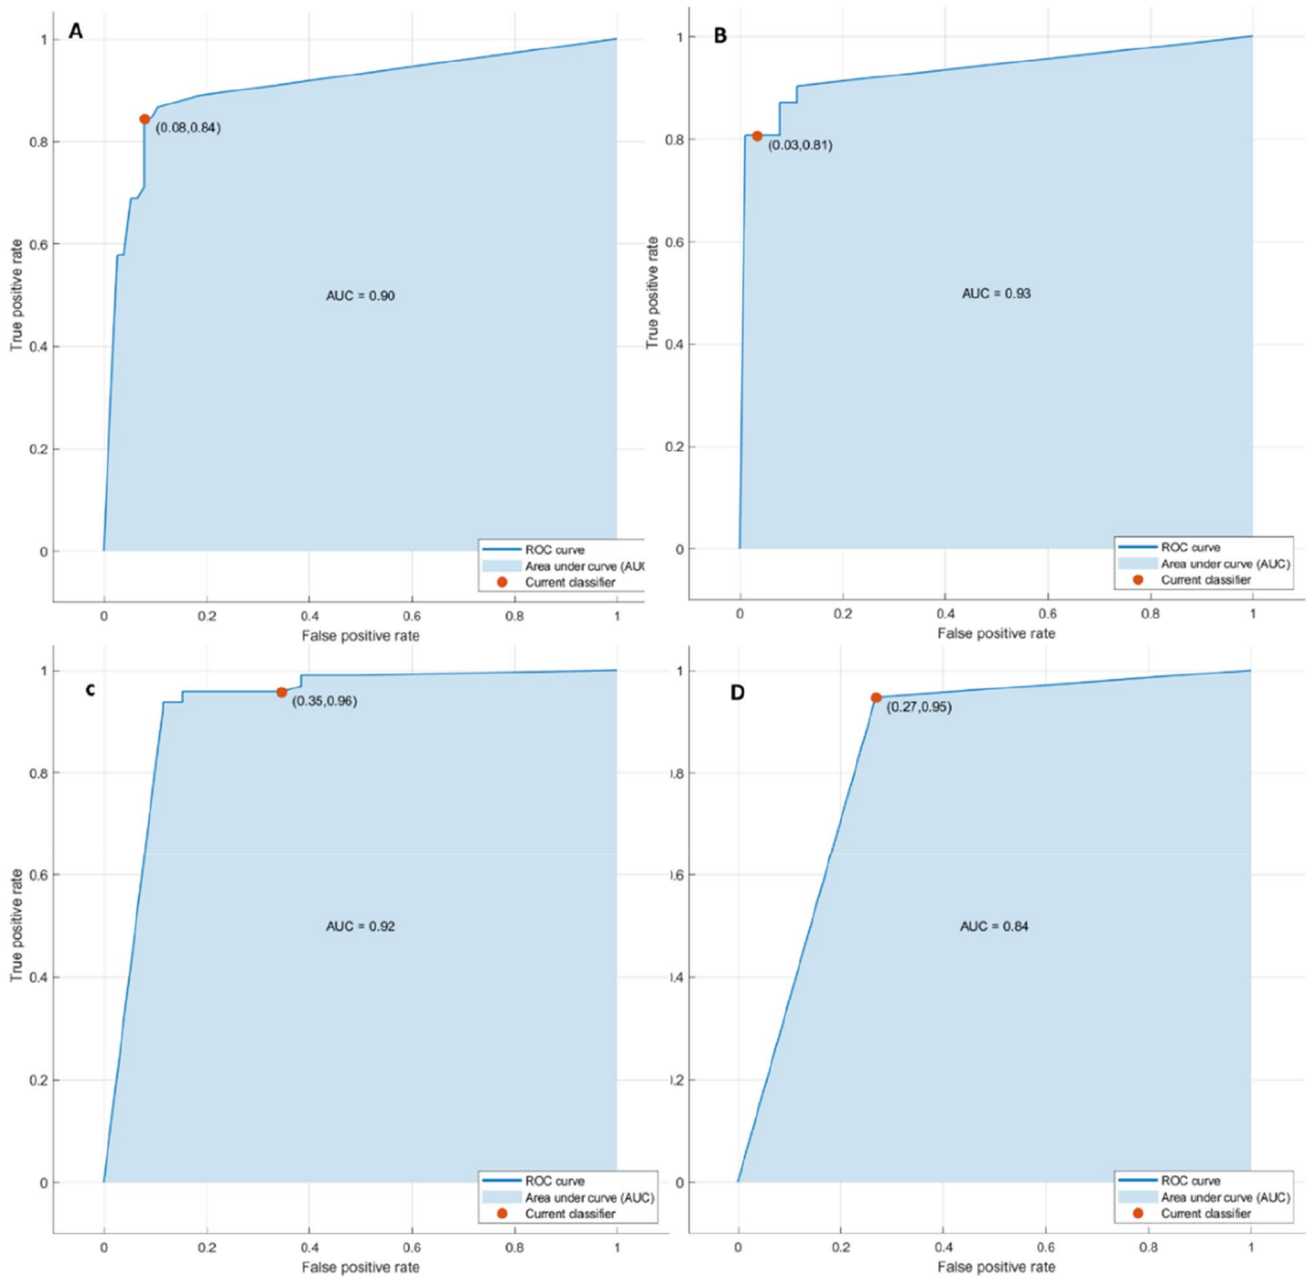 A
1
0.8
0.6
0.4
0.2
0
True positive rate
(0.08,0.84)
AUC = 0.90
ROC curve
Area under curve (AUC
Current classifier
0 0.2 0.4 0.6 0.8 1
False positive rate
B
1
0.8
0.6
0.4
0.2
0
True positive rate
(0.03,0.81)
AUC = 0.93
ROC curve
Area under curve (AUC)
Current classifier
0 0.2 0.4 0.6 0.8 1
False positive rate
c
1
0.8
0.6
0.4
0.2
0
True positive rate
(0.35,0.96)
AUC = 0.92
ROC curve
Area under curve (AUC)
Current classifier
0 0.2 0.4 0.6 0.8 1
False positive rate
D
1
.8
.6
.4
.2
0
(0.27,0.95)
AUC = 0.84
ROC curve
Area under curve (AUC)
Current classifier
0 0.2 0.4 0.6 0.8 1
False positive rate